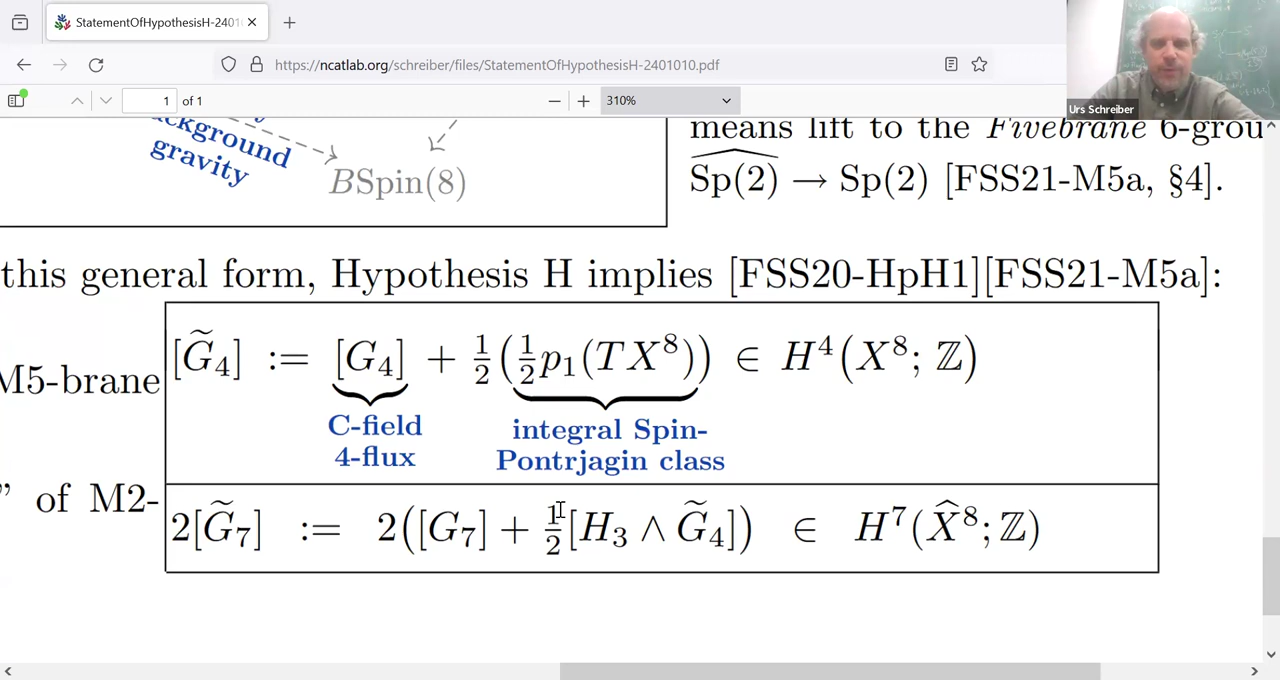 StatementOfHypothesisH-2401
https://ncatlab.org/schreiber/files/StatementOfHypothesisH-2401010.pdf
1 of 1
310%
Urs Schreiber
ackground
gravity
BSpin(8)
means lift to the Fivebrane 6-grou
\widehat{Sp(2)} → Sp(2) [FSS21-M5a, §4].
this general form, Hypothesis H implies [FSS20-HpH1][FSS21-M5a]:
M5-brane
[G̃₄] := [G₄] + ½(½p₁(TX⁸)) ∈ H⁴(X⁸; ℤ)
C-field
4-flux
integral Spin-
Pontrjagin class
” of M2-
2[G̃₇] := 2([G₇] + ½[H₃ ∧ G̃₄]) ∈ H⁷(X̂⁸; ℤ)